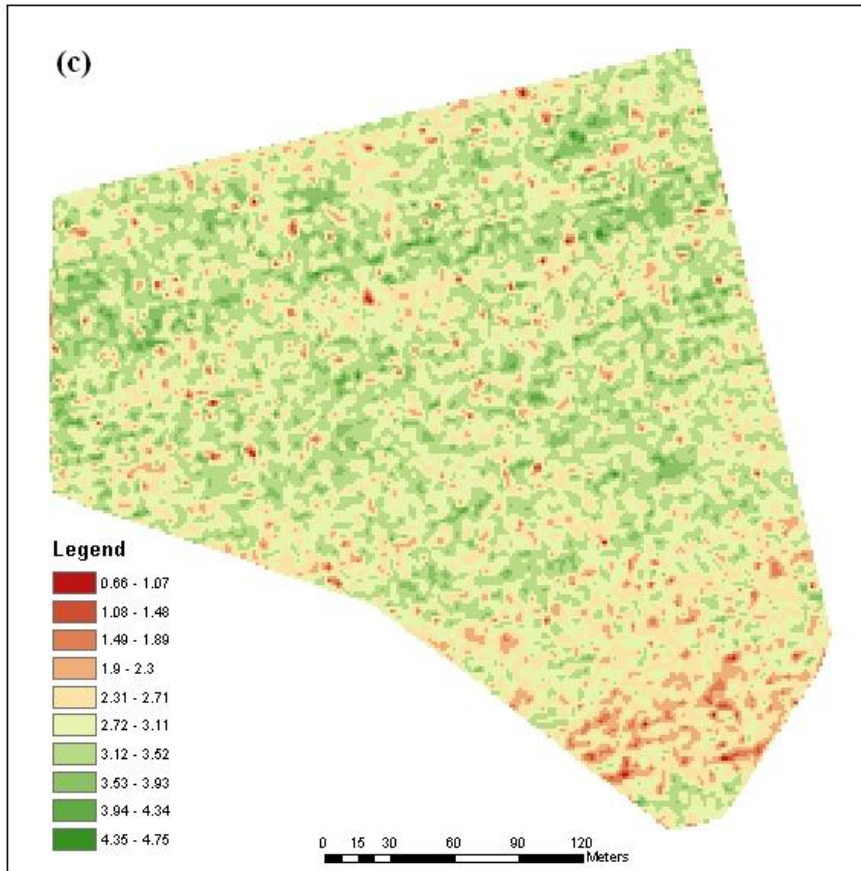 (c)
Legend
0.66 - 1.07
1.08 - 1.48
1.49 - 1.89
1.9 - 2.3
2.31 - 2.71
2.72 - 3.11
3.12 - 3.52
3.53 - 3.93
3.94 - 4.34
4.35 - 4.75
0 15 30 60 90 120
Meters